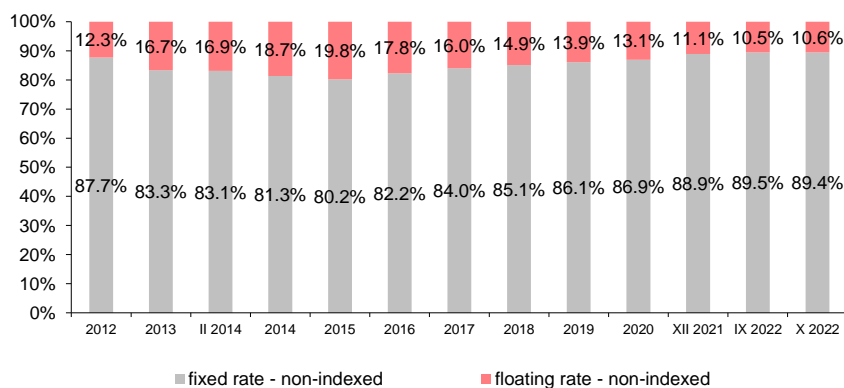 100%
90%
80%
70%
60%
50%
40%
30%
20%
10%
0%
12.3% 16.7% 16.9% 18.7% 19.8% 17.8% 16.0% 14.9% 13.9% 13.1% 11.1% 10.5% 10.6%
87.7% 83.3% 83.1% 81.3% 80.2% 82.2% 84.0% 85.1% 86.1% 86.9% 88.9% 89.5% 89.4%
2012 2013 II 2014 2014 2015 2016 2017 2018 2019 2020 XII 2021 IX 2022 X 2022
fixed rate - non-indexed floating rate - non-indexed